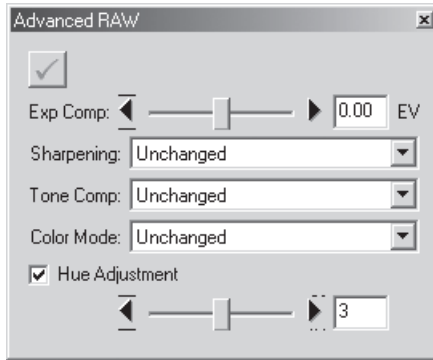 Advanced RAW
Exp Comp: 0.00 EV
Sharpening: Unchanged
Tone Comp: Unchanged
Color Mode: Unchanged
Hue Adjustment
3